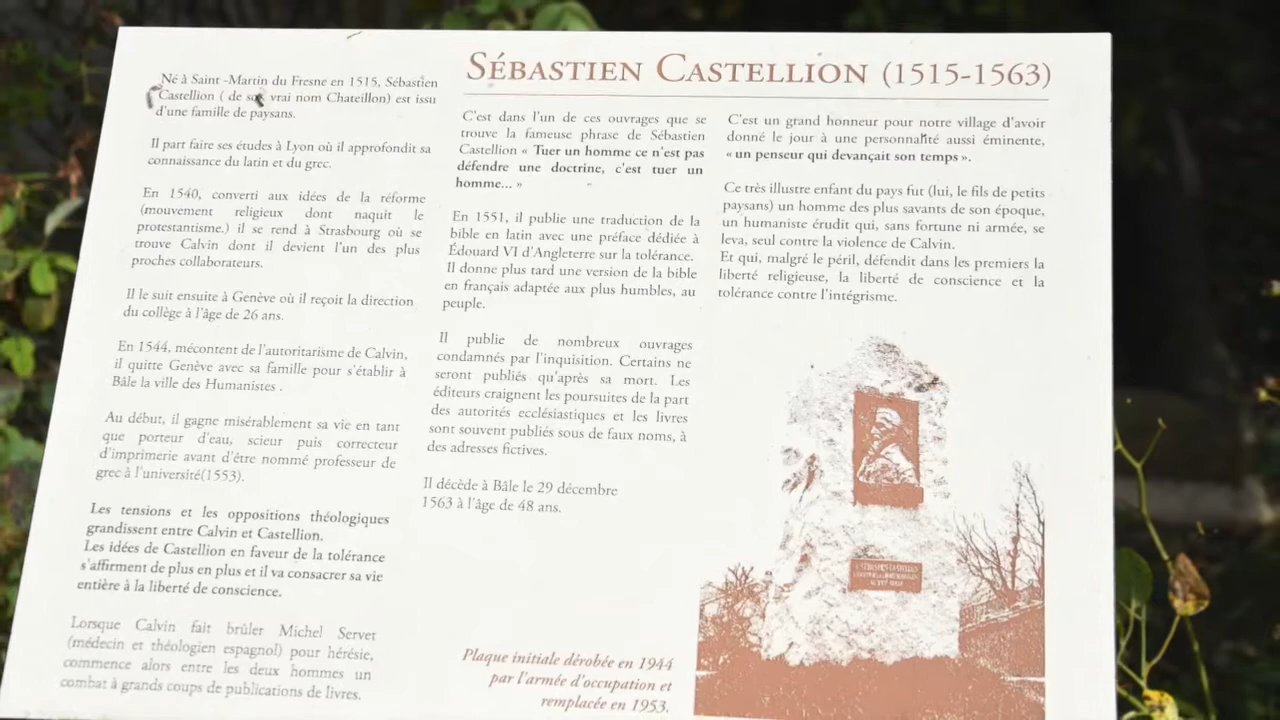 SÉBASTIEN CASTELLION (1515-1563)
Né à Saint -Martin du Fresne en 1515, Sébastien
Castellion ( de son vrai nom Chateillon) est issu
d'une famille de paysans.
Il part faire ses études à Lyon où il approfondit sa
connaissance du latin et du grec.
En 1540, converti aux idées de la réforme
(mouvement religieux dont naquit le
protestantisme.) il se rend à Strasbourg où se
trouve Calvin dont il devient l'un des plus
proches collaborateurs.
Il le suit ensuite à Genève où il reçoit la direction
du collège à l'âge de 26 ans.
En 1544, mécontent de l'autoritarisme de Calvin,
il quitte Genève avec sa famille pour s'établir à
Bâle la ville des Humanistes .
Au début, il gagne misérablement sa vie en tant
que porteur d'eau, scieur puis correcteur
d'imprimerie avant d'être nommé professeur de
grec à l'université(1553).
Les tensions et les oppositions théologiques
grandissent entre Calvin et Castellion.
Les idées de Castellion en faveur de la tolérance
s'affirment de plus en plus et il va consacrer sa vie
entière à la liberté de conscience.
Lorsque Calvin fait brûler Michel Servet
(médecin et théologien espagnol) pour hérésie,
commence alors entre les deux hommes un
combat à grands coups de publications de livres.
C'est dans l'un de ces ouvrages que se
trouve la fameuse phrase de Sébastien
Castellion « Tuer un homme ce n'est pas
défendre une doctrine, c'est tuer un
homme... »
En 1551, il publie une traduction de la
bible en latin avec une préface dédiée à
Édouard VI d'Angleterre sur la tolérance.
Il donne plus tard une version de la bible
en français adaptée aux plus humbles, au
peuple.
Il publie de nombreux ouvrages
condamnés par l'inquisition. Certains ne
seront publiés qu'après sa mort. Les
éditeurs craignent les poursuites de la part
des autorités ecclésiastiques et les livres
sont souvent publiés sous de faux noms, à
des adresses fictives.
Il décède à Bâle le 29 décembre
1563 à l'âge de 48 ans.
Plaque initiale dérobée en 1944
par l'armée d'occupation et
remplacée en 1953.
C'est un grand honneur pour notre village d'avoir
donné le jour à une personnalité aussi éminente,
« un penseur qui devançait son temps ».
Ce très illustre enfant du pays fut (lui, le fils de petits
paysans) un homme des plus savants de son époque,
un humaniste érudit qui, sans fortune ni armée, se
leva, seul contre la violence de Calvin.
Et qui, malgré le péril, défendit dans les premiers la
liberté religieuse, la liberté de conscience et la
tolérance contre l'intégrisme.